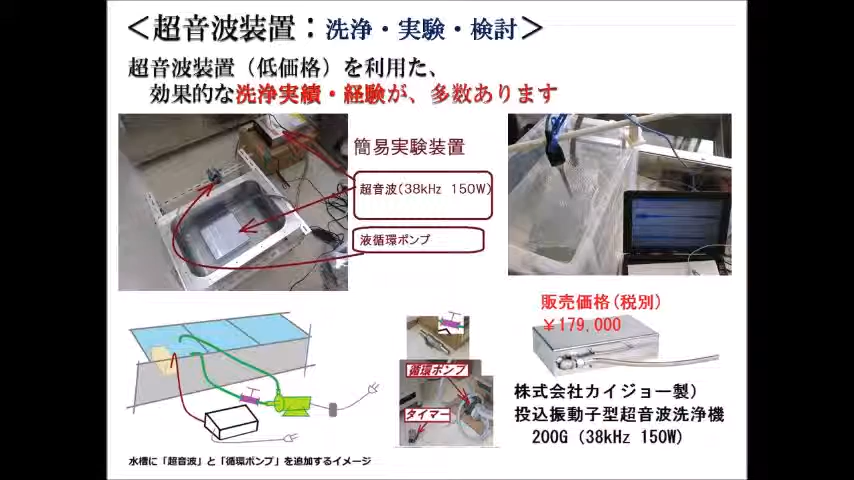 ＜超音波装置：洗浄・実験・検討＞
超音波装置（低価格）を利用た、
効果的な洗浄実績・経験が、多数あります
簡易実験装置
超音波(38kHz 150W)
液循環ポンプ
販売価格(税別)
￥179,000
循環ポンプ
タイマー
株式会社カイジョー製）
投込振動子型超音波洗浄機
200G (38kHz 150W)
水槽に「超音波」と「循環ポンプ」を追加するイメージ